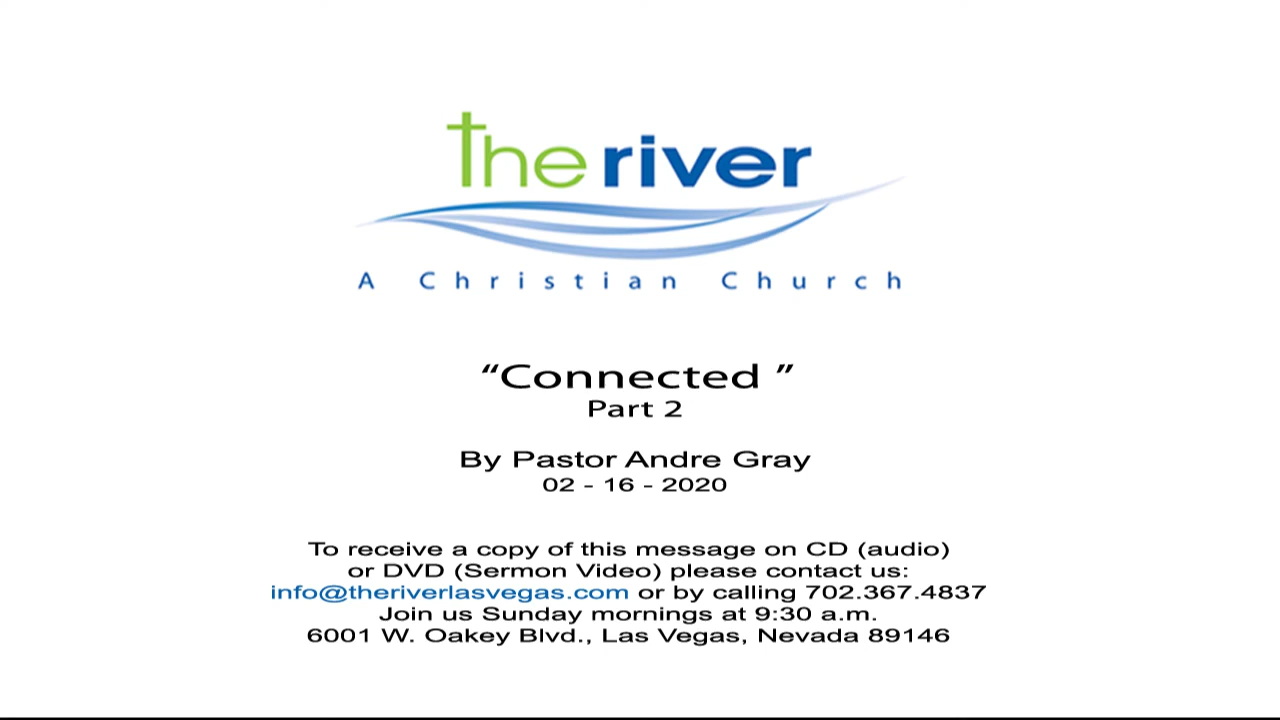 the river
A Christian Church
“Connected ”
Part 2
By Pastor Andre Gray
02 - 16 - 2020
To receive a copy of this message on CD (audio)
or DVD (Sermon Video) please contact us:
info@theriverlasvegas.com or by calling 702.367.4837
Join us Sunday mornings at 9:30 a.m.
6001 W. Oakey Blvd., Las Vegas, Nevada 89146